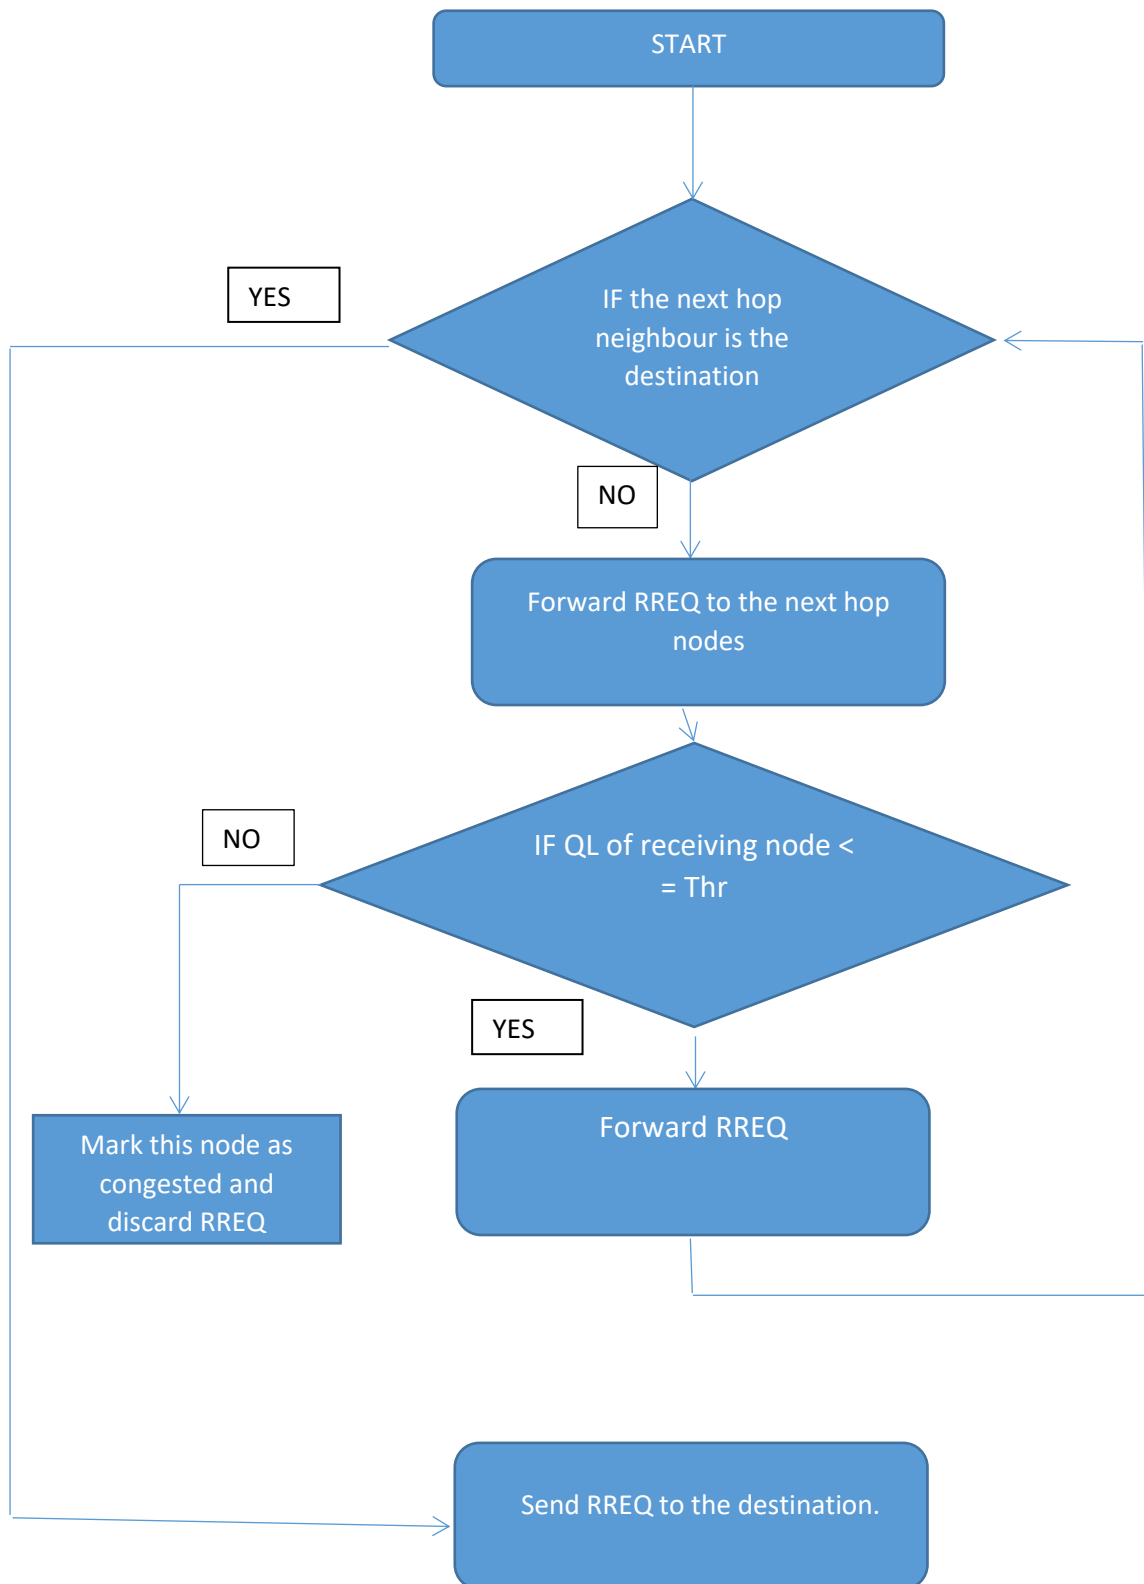 START
YES
IF the next hop
neighbour is the
destination
NO
Forward RREQ to the next hop
nodes
NO
IF QL of receiving node <
= Thr
YES
Mark this node as
congested and
discard RREQ
Forward RREQ
Send RREQ to the destination.